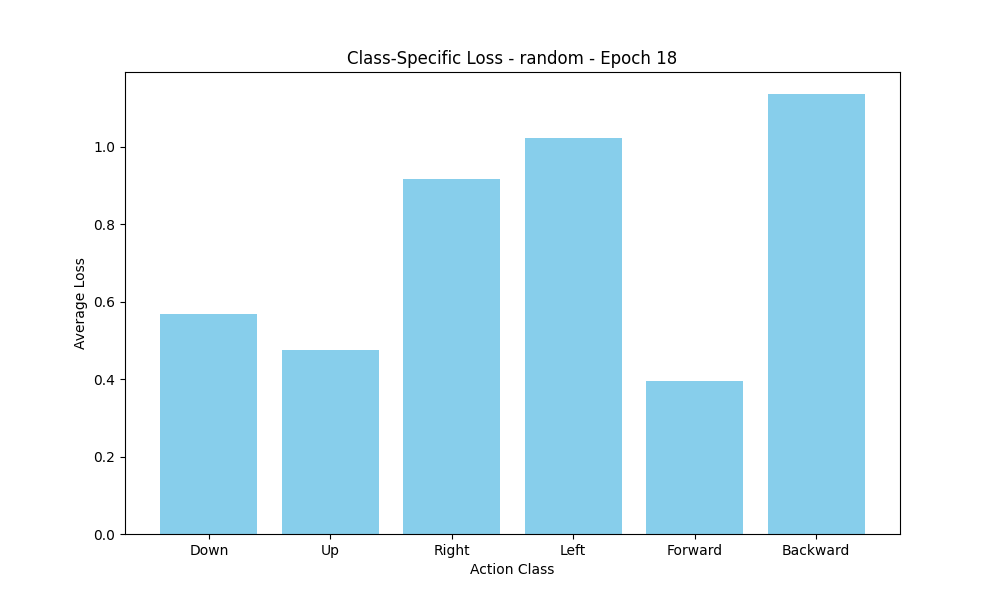 Class-Specific Loss - random - Epoch 18
Average Loss
1.0
0.8
0.6
0.4
0.2
0.0
Down Up Right Left Forward Backward
Action Class